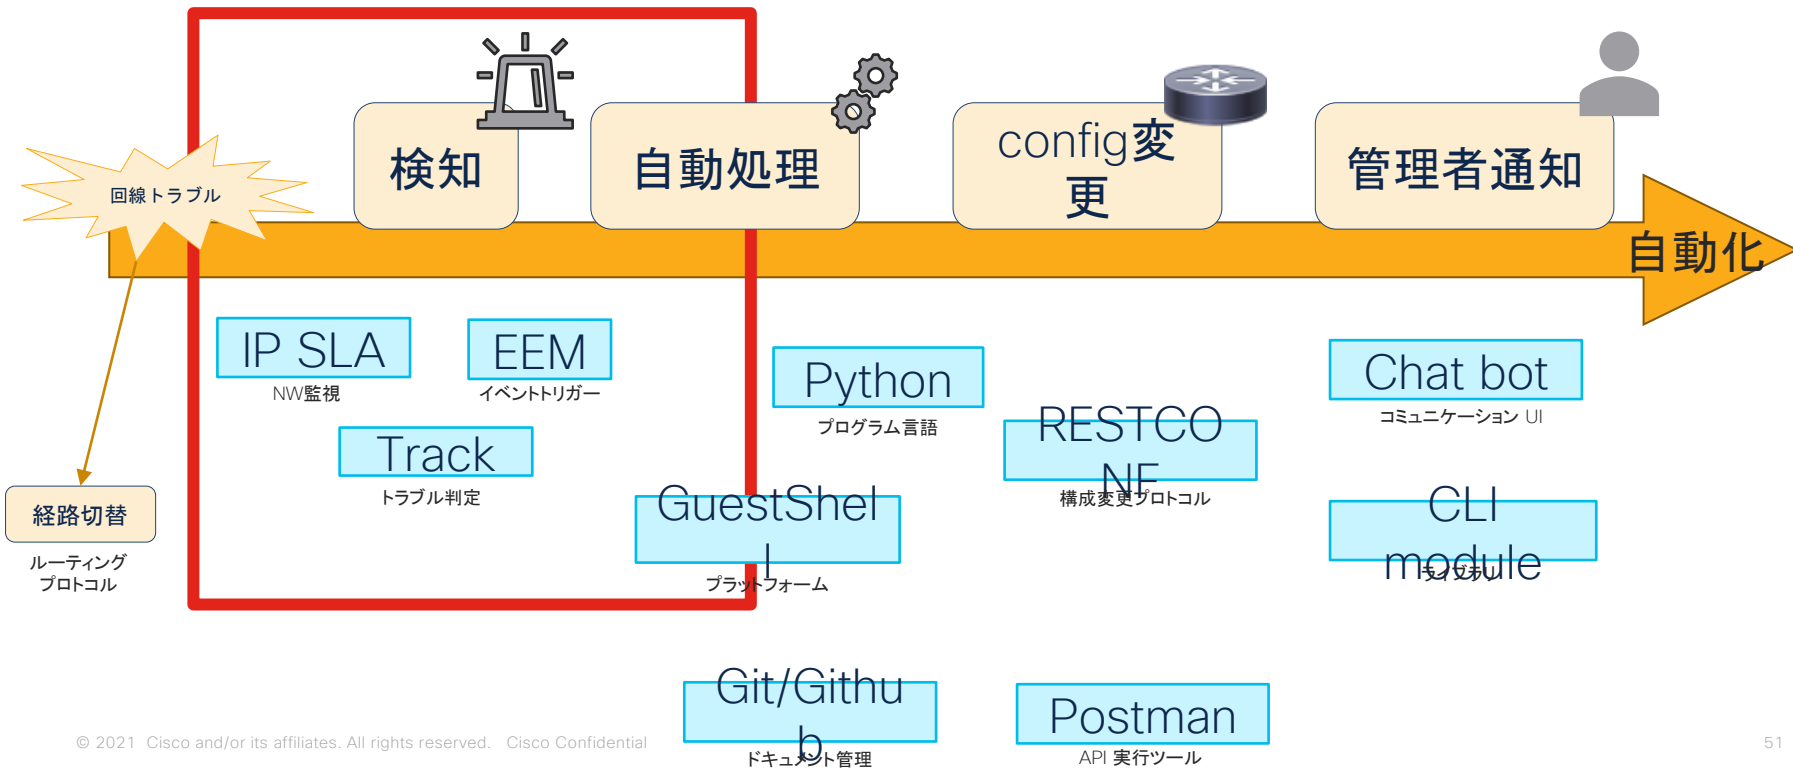 回線トラブル
検知
自動処理
config変
更
管理者通知
自動化
IP SLA
NW監視
EEM
イベントトリガー
Track
トラブル判定
Python
プログラム言語
RESTCO
NF
構成変更プロトコル
Chat bot
コミュニケーション UI
経路切替
ルーティング
プロトコル
GuestShel
l
プラットフォーム
CLI
module
ライブラリ
Git/Githu
b
ドキュメント管理
Postman
API 実行ツール
© 2021 Cisco and/or its affiliates. All rights reserved. Cisco Confidential
51